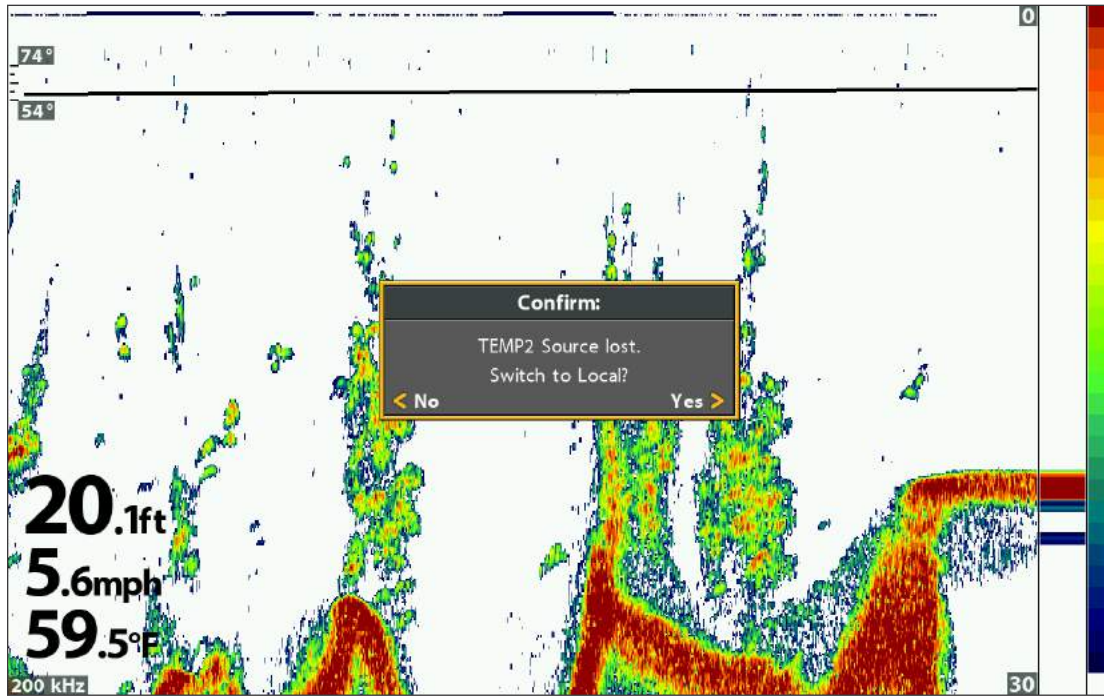 0
74°
54°
Confirm:
TEMP2 Source lost.
Switch to Local?
< No Yes >
20.1ft
5.6mph
59.5°F
200 kHz 30